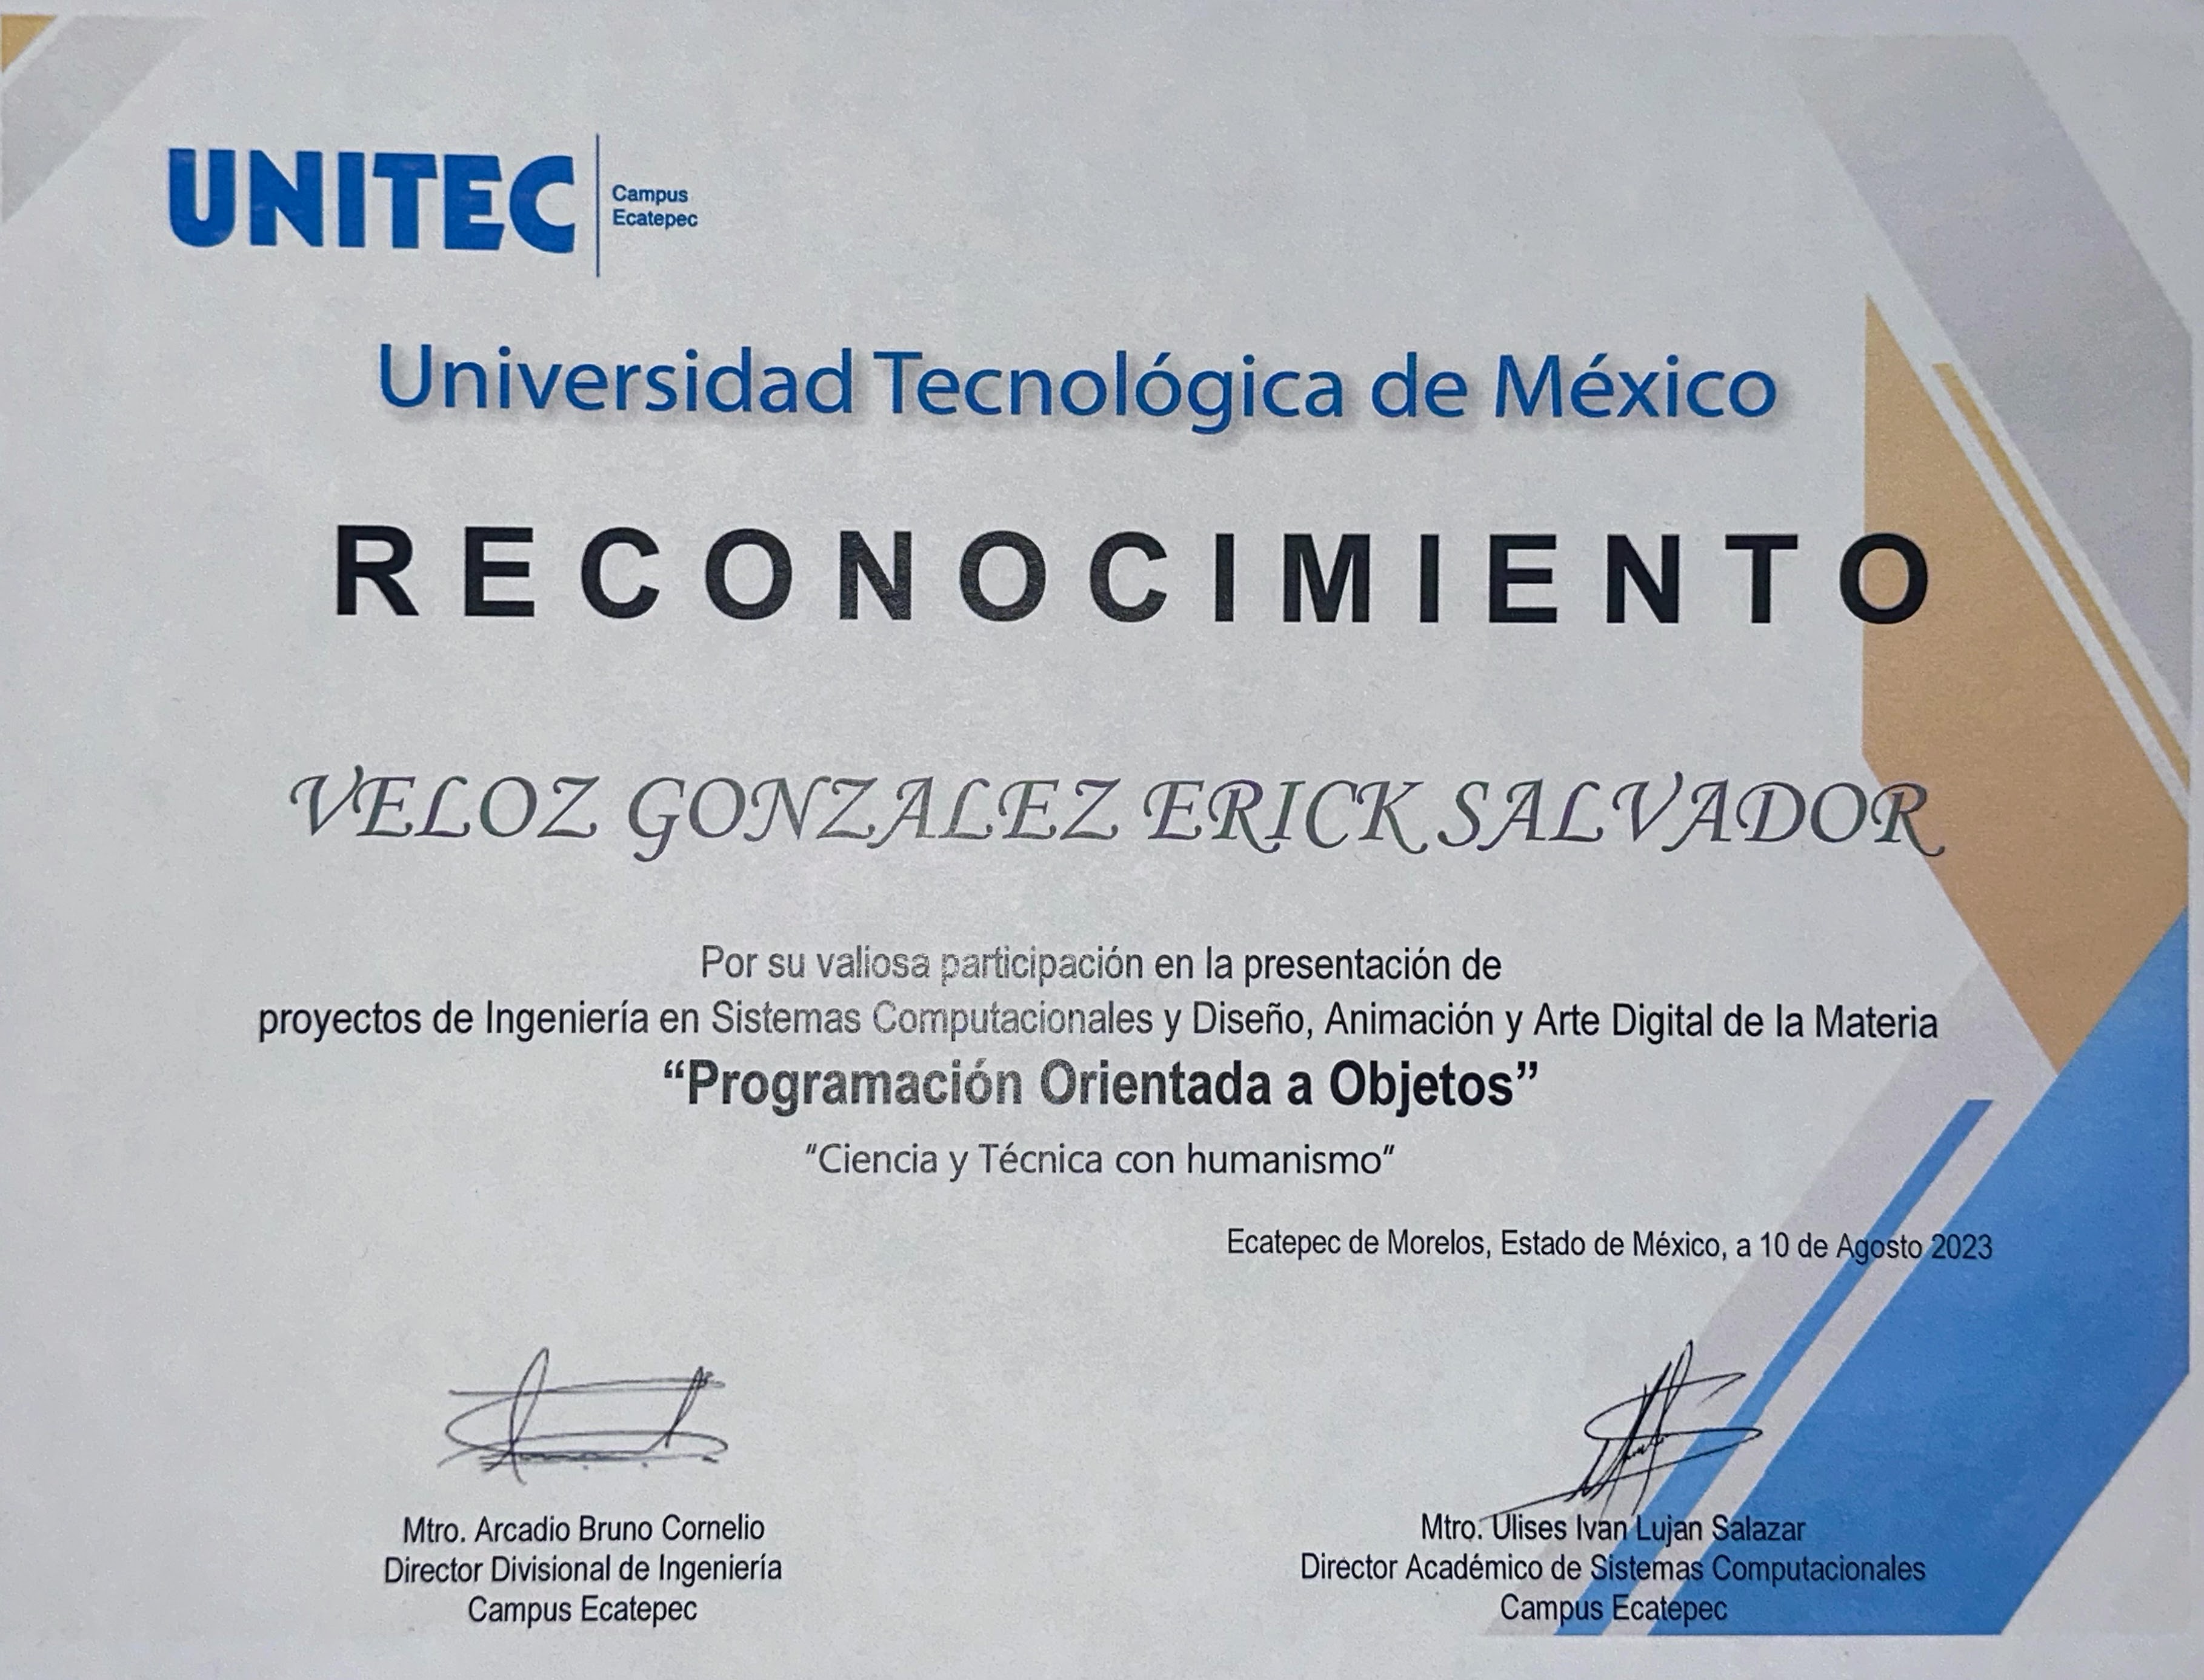 UNITEC
Campus
Ecatepec
Universidad Tecnológica de México
RECONOCIMIENTO
VELOZ GONZALEZ ERICK SALVADOR
Por su valiosa participación en la presentación de
proyectos de Ingeniería en Sistemas Computacionales y Diseño, Animación y Arte Digital de la Materia
“Programación Orientada a Objetos”
"Ciencia y Técnica con humanismo"
Ecatepec de Morelos, Estado de México, a 10 de Agosto 2023
Mtro. Arcadio Bruno Cornelio
Director Divisional de Ingeniería
Campus Ecatepec
Mtro. Ulises Ivan Lujan Salazar
Director Académico de Sistemas Computacionales
Campus Ecatepec